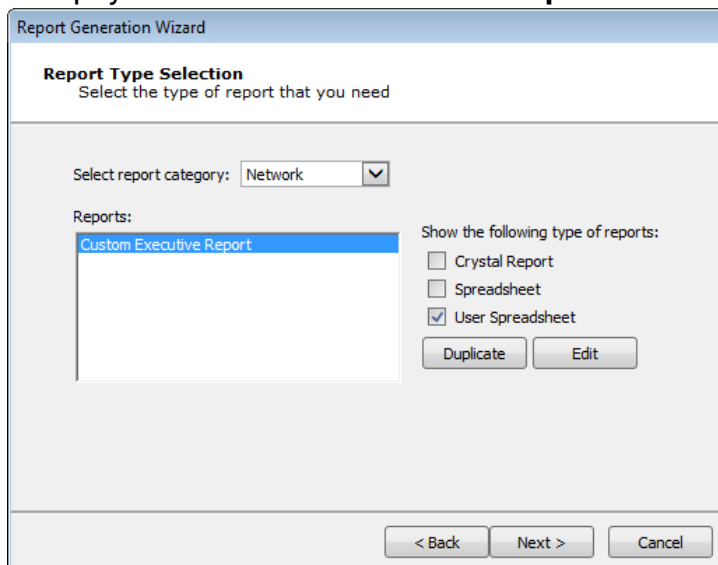 Report Generation Wizard
Report Type Selection
Select the type of report that you need
Select report category: Network
Reports:
Custom Executive Report
Show the following type of reports:
Crystal Report
Spreadsheet
User Spreadsheet
Duplicate Edit
< Back Next > Cancel